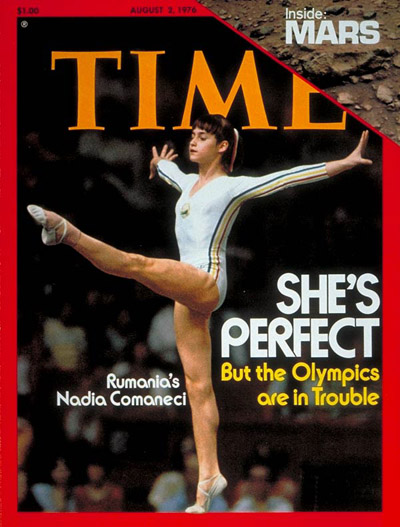 $1.00
AUGUST 2, 1976
Inside:
MARS
®
TIME
SHE'S
PERFECT
But the Olympics
are in Trouble
Rumania's
Nadia Comaneci